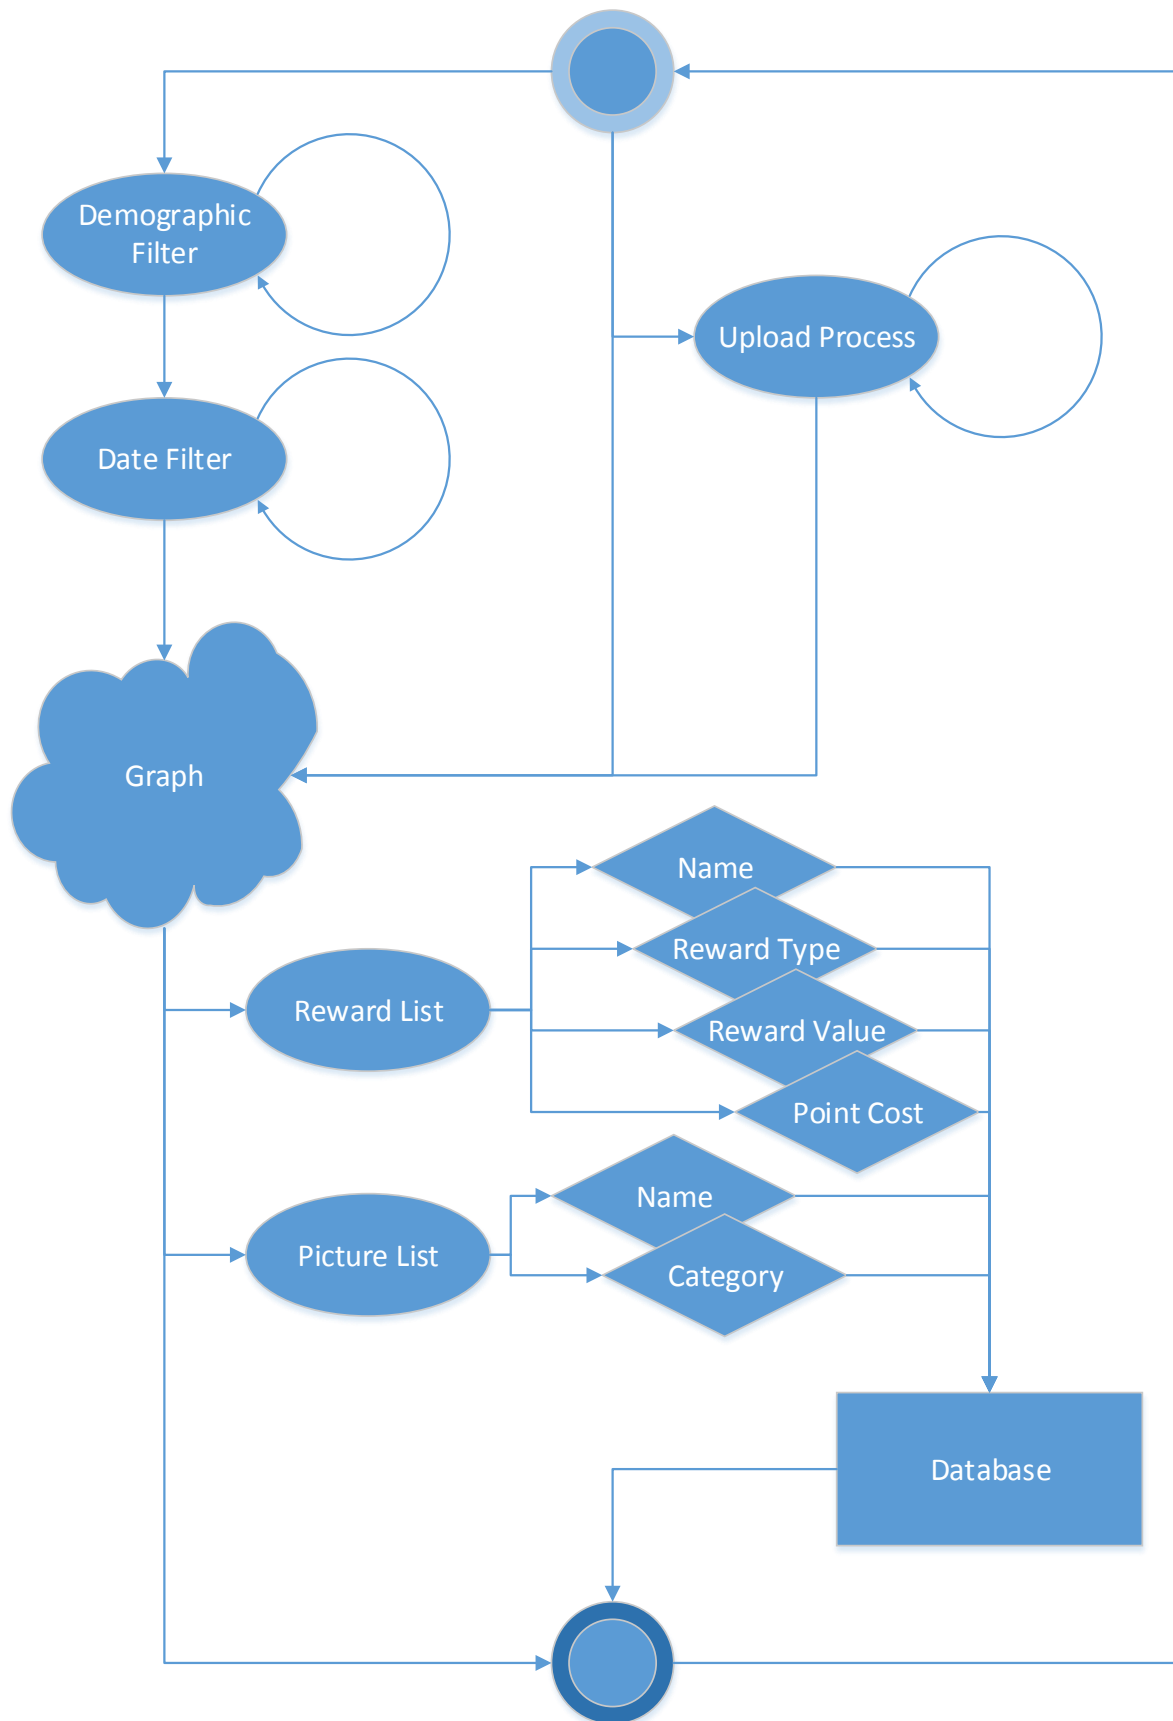 Demographic
Filter
Upload Process
Date Filter
Graph
Name
Reward Type
Reward List
Reward Value
Point Cost
Name
Picture List
Category
Database